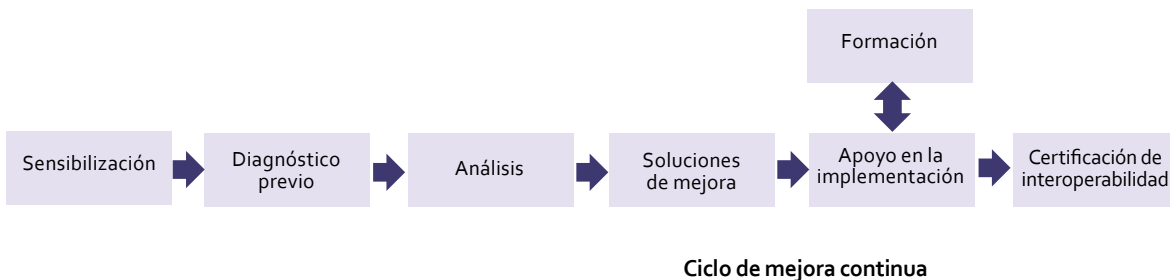 Formación
Sensibilización
Diagnóstico
previo
Análisis
Soluciones
de mejora
Apoyo en la
implementación
Certificación de
interoperabilidad
Ciclo de mejora continua